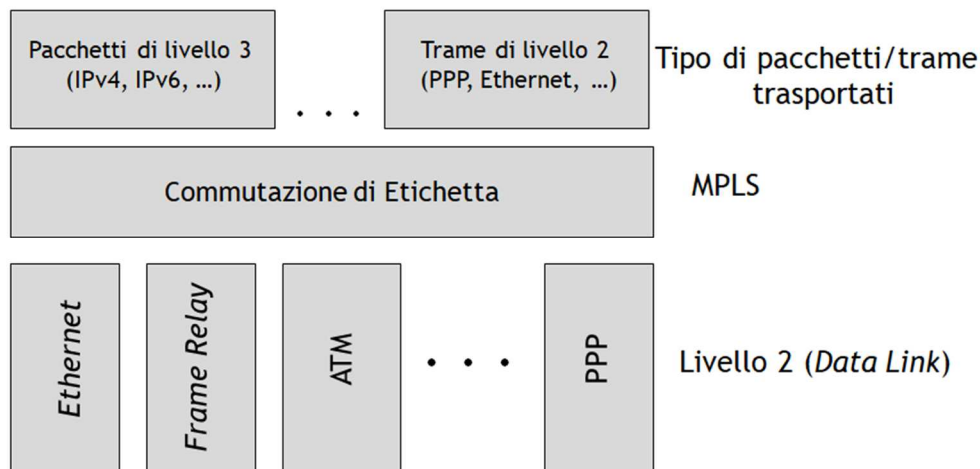 Pacchetti di livello 3
(IPv4, IPv6, ...)
. . .
Trame di livello 2
(PPP, Ethernet, ...)
Tipo di pacchetti/trame
trasportati
Commutazione di Etichetta
MPLS
Ethernet
Frame Relay
ATM
. . .
PPP
Livello 2 (Data Link)